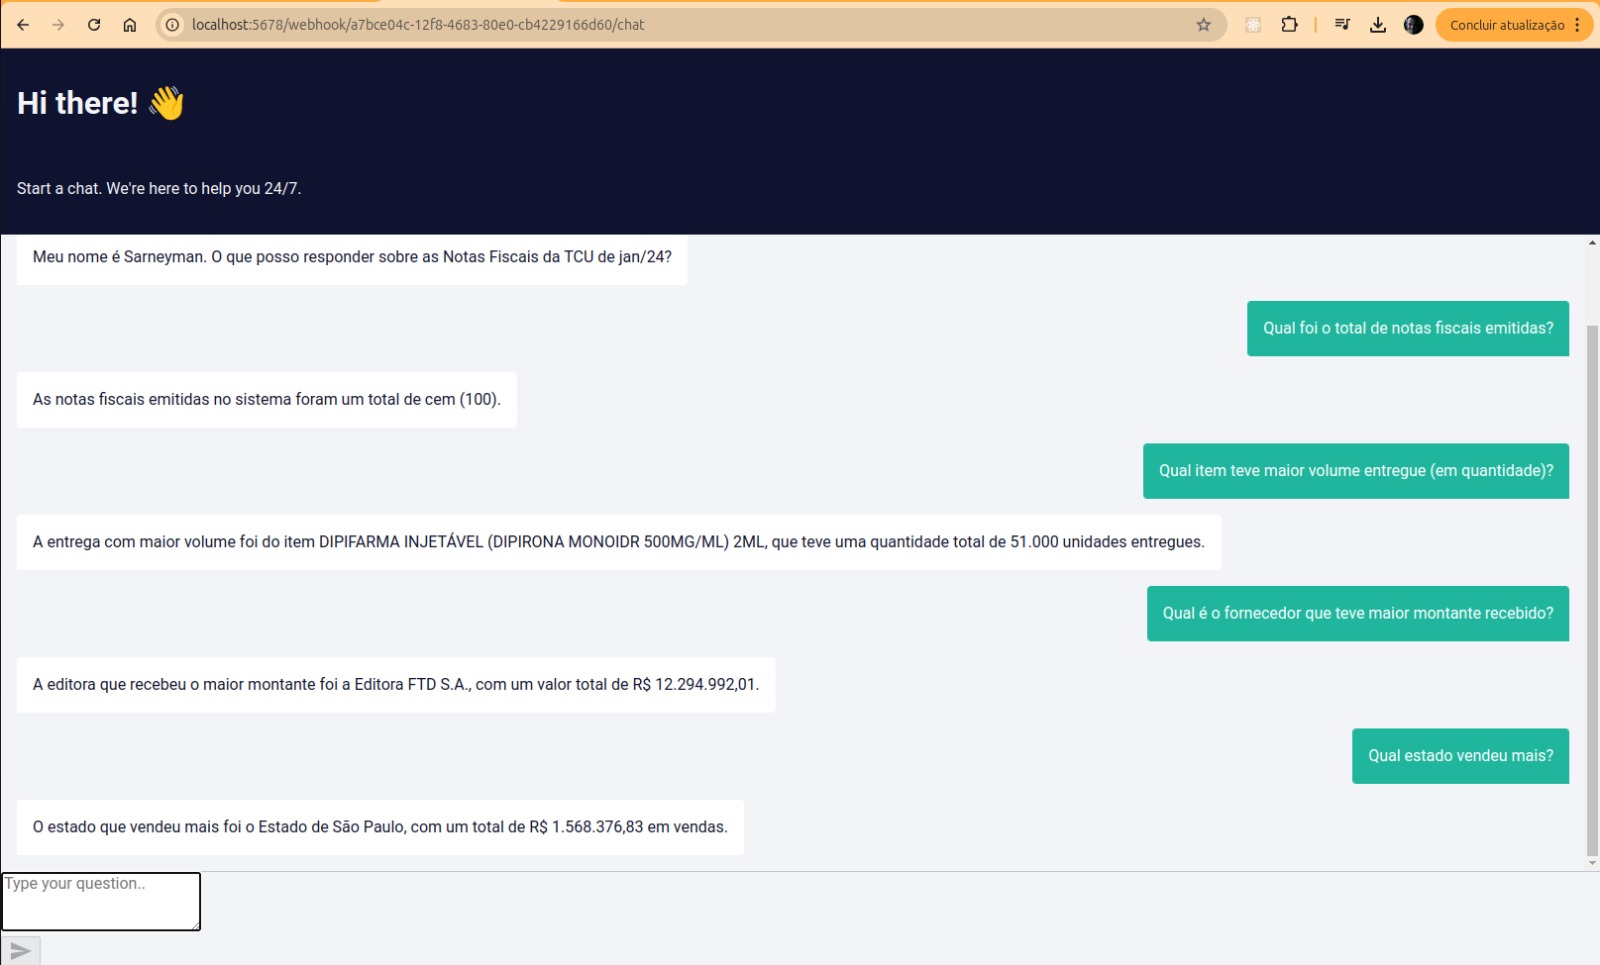 localhost:5678/webhook/a7bce04c-12f8-4683-80e0-cb4229166d60/chat
Concluir atualização
Hi there! 👋
Start a chat. We're here to help you 24/7.
Meu nome é Sarneyman. O que posso responder sobre as Notas Fiscais da TCU de jan/24?
Qual foi o total de notas fiscais emitidas?
As notas fiscais emitidas no sistema foram um total de cem (100).
Qual item teve maior volume entregue (em quantidade)?
A entrega com maior volume foi do item DIPIFARMA INJETÁVEL (DIPIRONA MONOIDR 500MG/ML) 2ML, que teve uma quantidade total de 51.000 unidades entregues.
Qual é o fornecedor que teve maior montante recebido?
A editora que recebeu o maior montante foi a Editora FTD S.A., com um valor total de R$ 12.294.992,01.
Qual estado vendeu mais?
O estado que vendeu mais foi o Estado de São Paulo, com um total de R$ 1.568.376,83 em vendas.
Type your question..